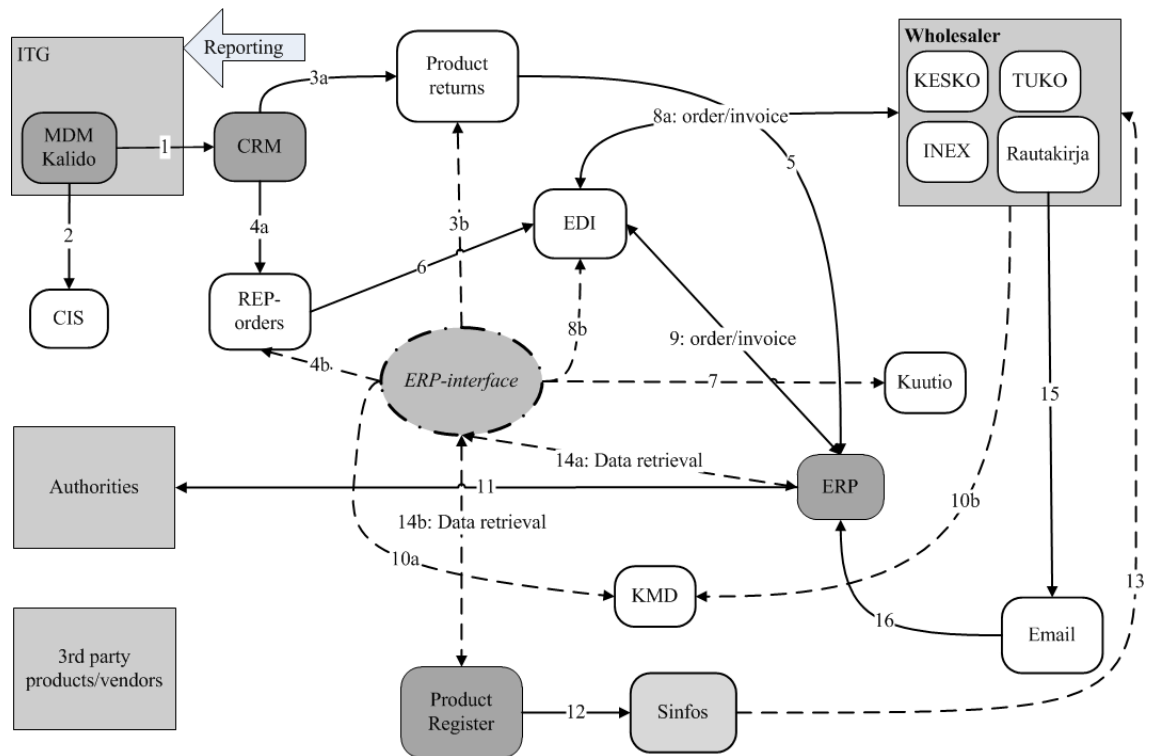 ITG
Reporting
Wholesaler
KESKO
TUKO
INEX
Rautakirja
MDM
Kalido
1
CRM
3a
Product
returns
8a: order/invoice
5
2
4a
3b
EDI
6
CIS
REP-
orders
8b
9: order/invoice
4b
ERP-interface
7
Kuutio
15
14a: Data retrieval
Authorities
11
ERP
10b
14b: Data retrieval
10a
KMD
13
16
Email
3rd party
products/vendors
Product
Register
12
Sinfos